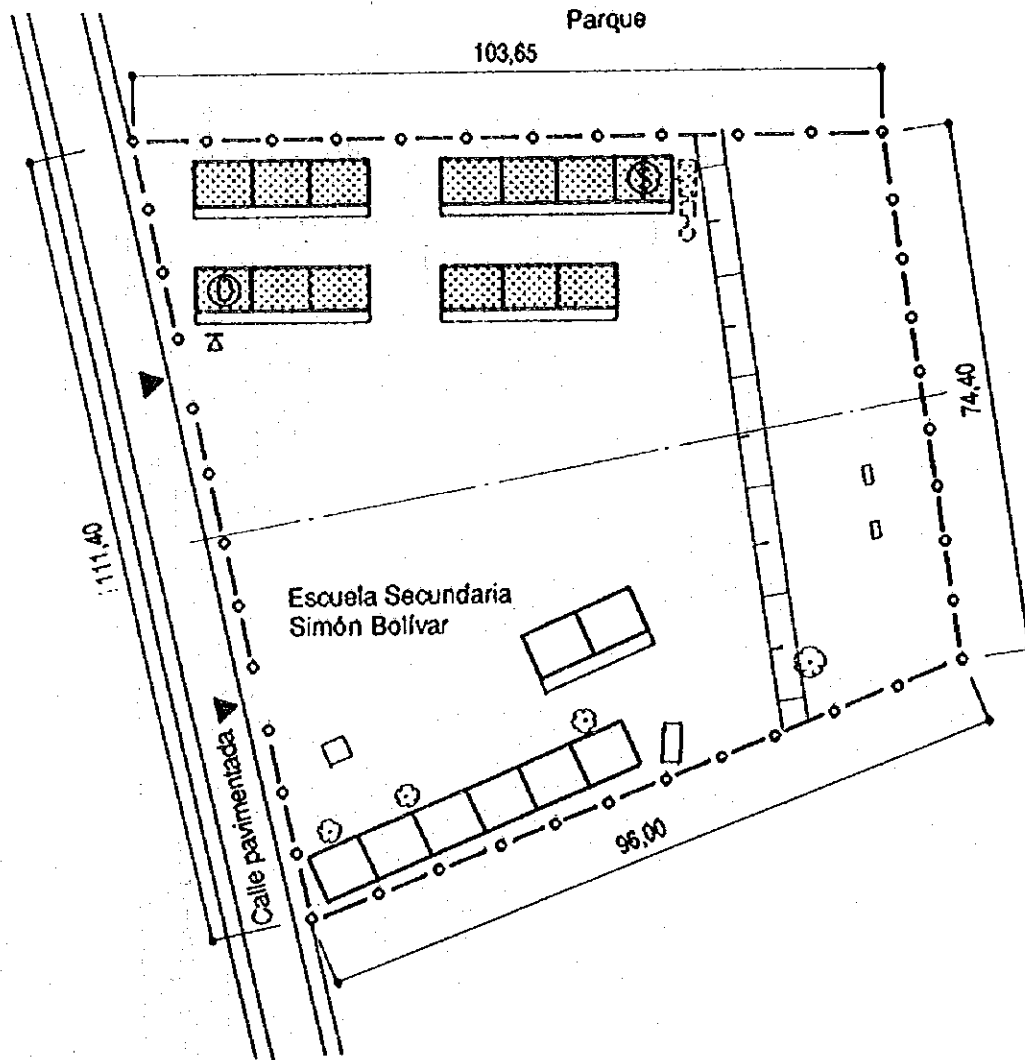 Parque
103,65
111,40
74,40
Escuela Secundaria
Simón Bolívar
Calle pavimentada
96,00
S
D